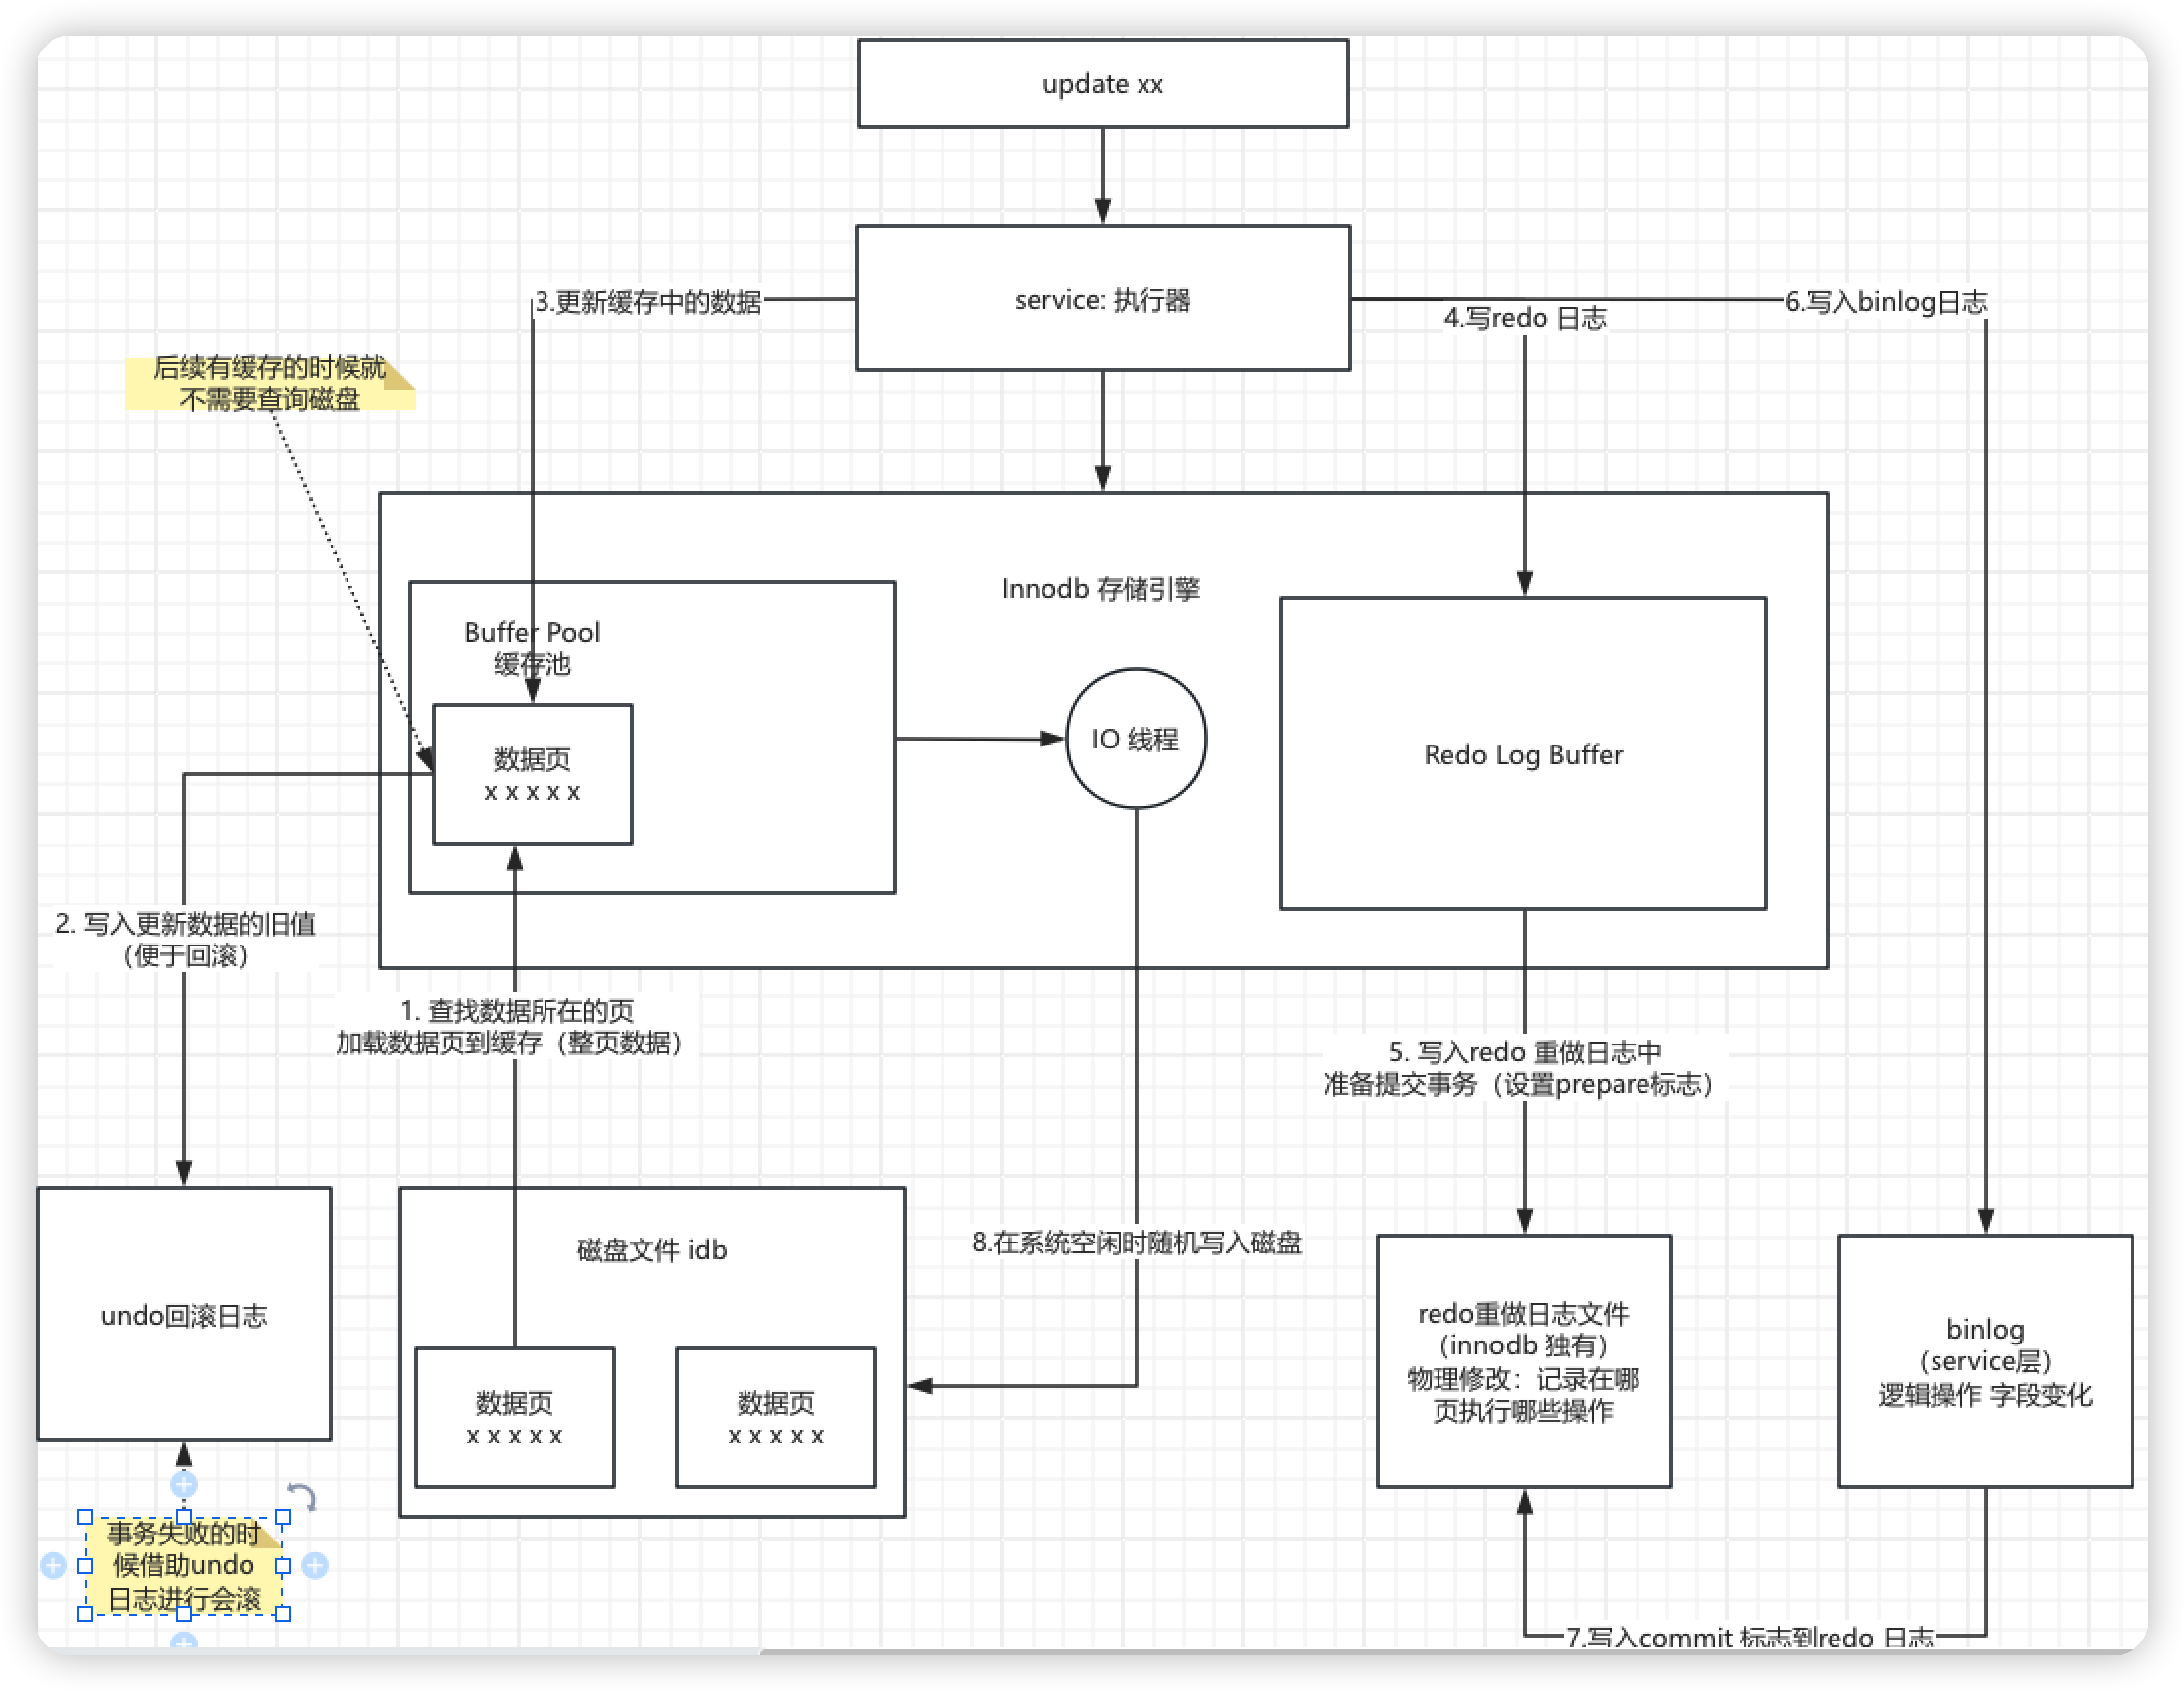 update xx
service: 执行器
3.更新缓存中的数据
4.写redo 日志
6.写入binlog日志
后续有缓存的时候就
不需要查询磁盘
Innodb 存储引擎
Buffer Pool
缓存池
数据页
x x x x x
IO 线程
Redo Log Buffer
2. 写入更新数据的旧值
（便于回滚）
1. 查找数据所在的页
加载数据页到缓存（整页数据）
5. 写入redo 重做日志中
准备提交事务（设置prepare标志）
undo回滚日志
磁盘文件 idb
数据页
x x x x x
数据页
x x x x x
8.在系统空闲时随机写入磁盘
redo重做日志文件
（innodb 独有）
物理修改：记录在哪
页执行哪些操作
binlog
（service层）
逻辑操作 字段变化
事务失败的时
候借助undo
日志进行会滚
7.写入commit 标志到redo 日志